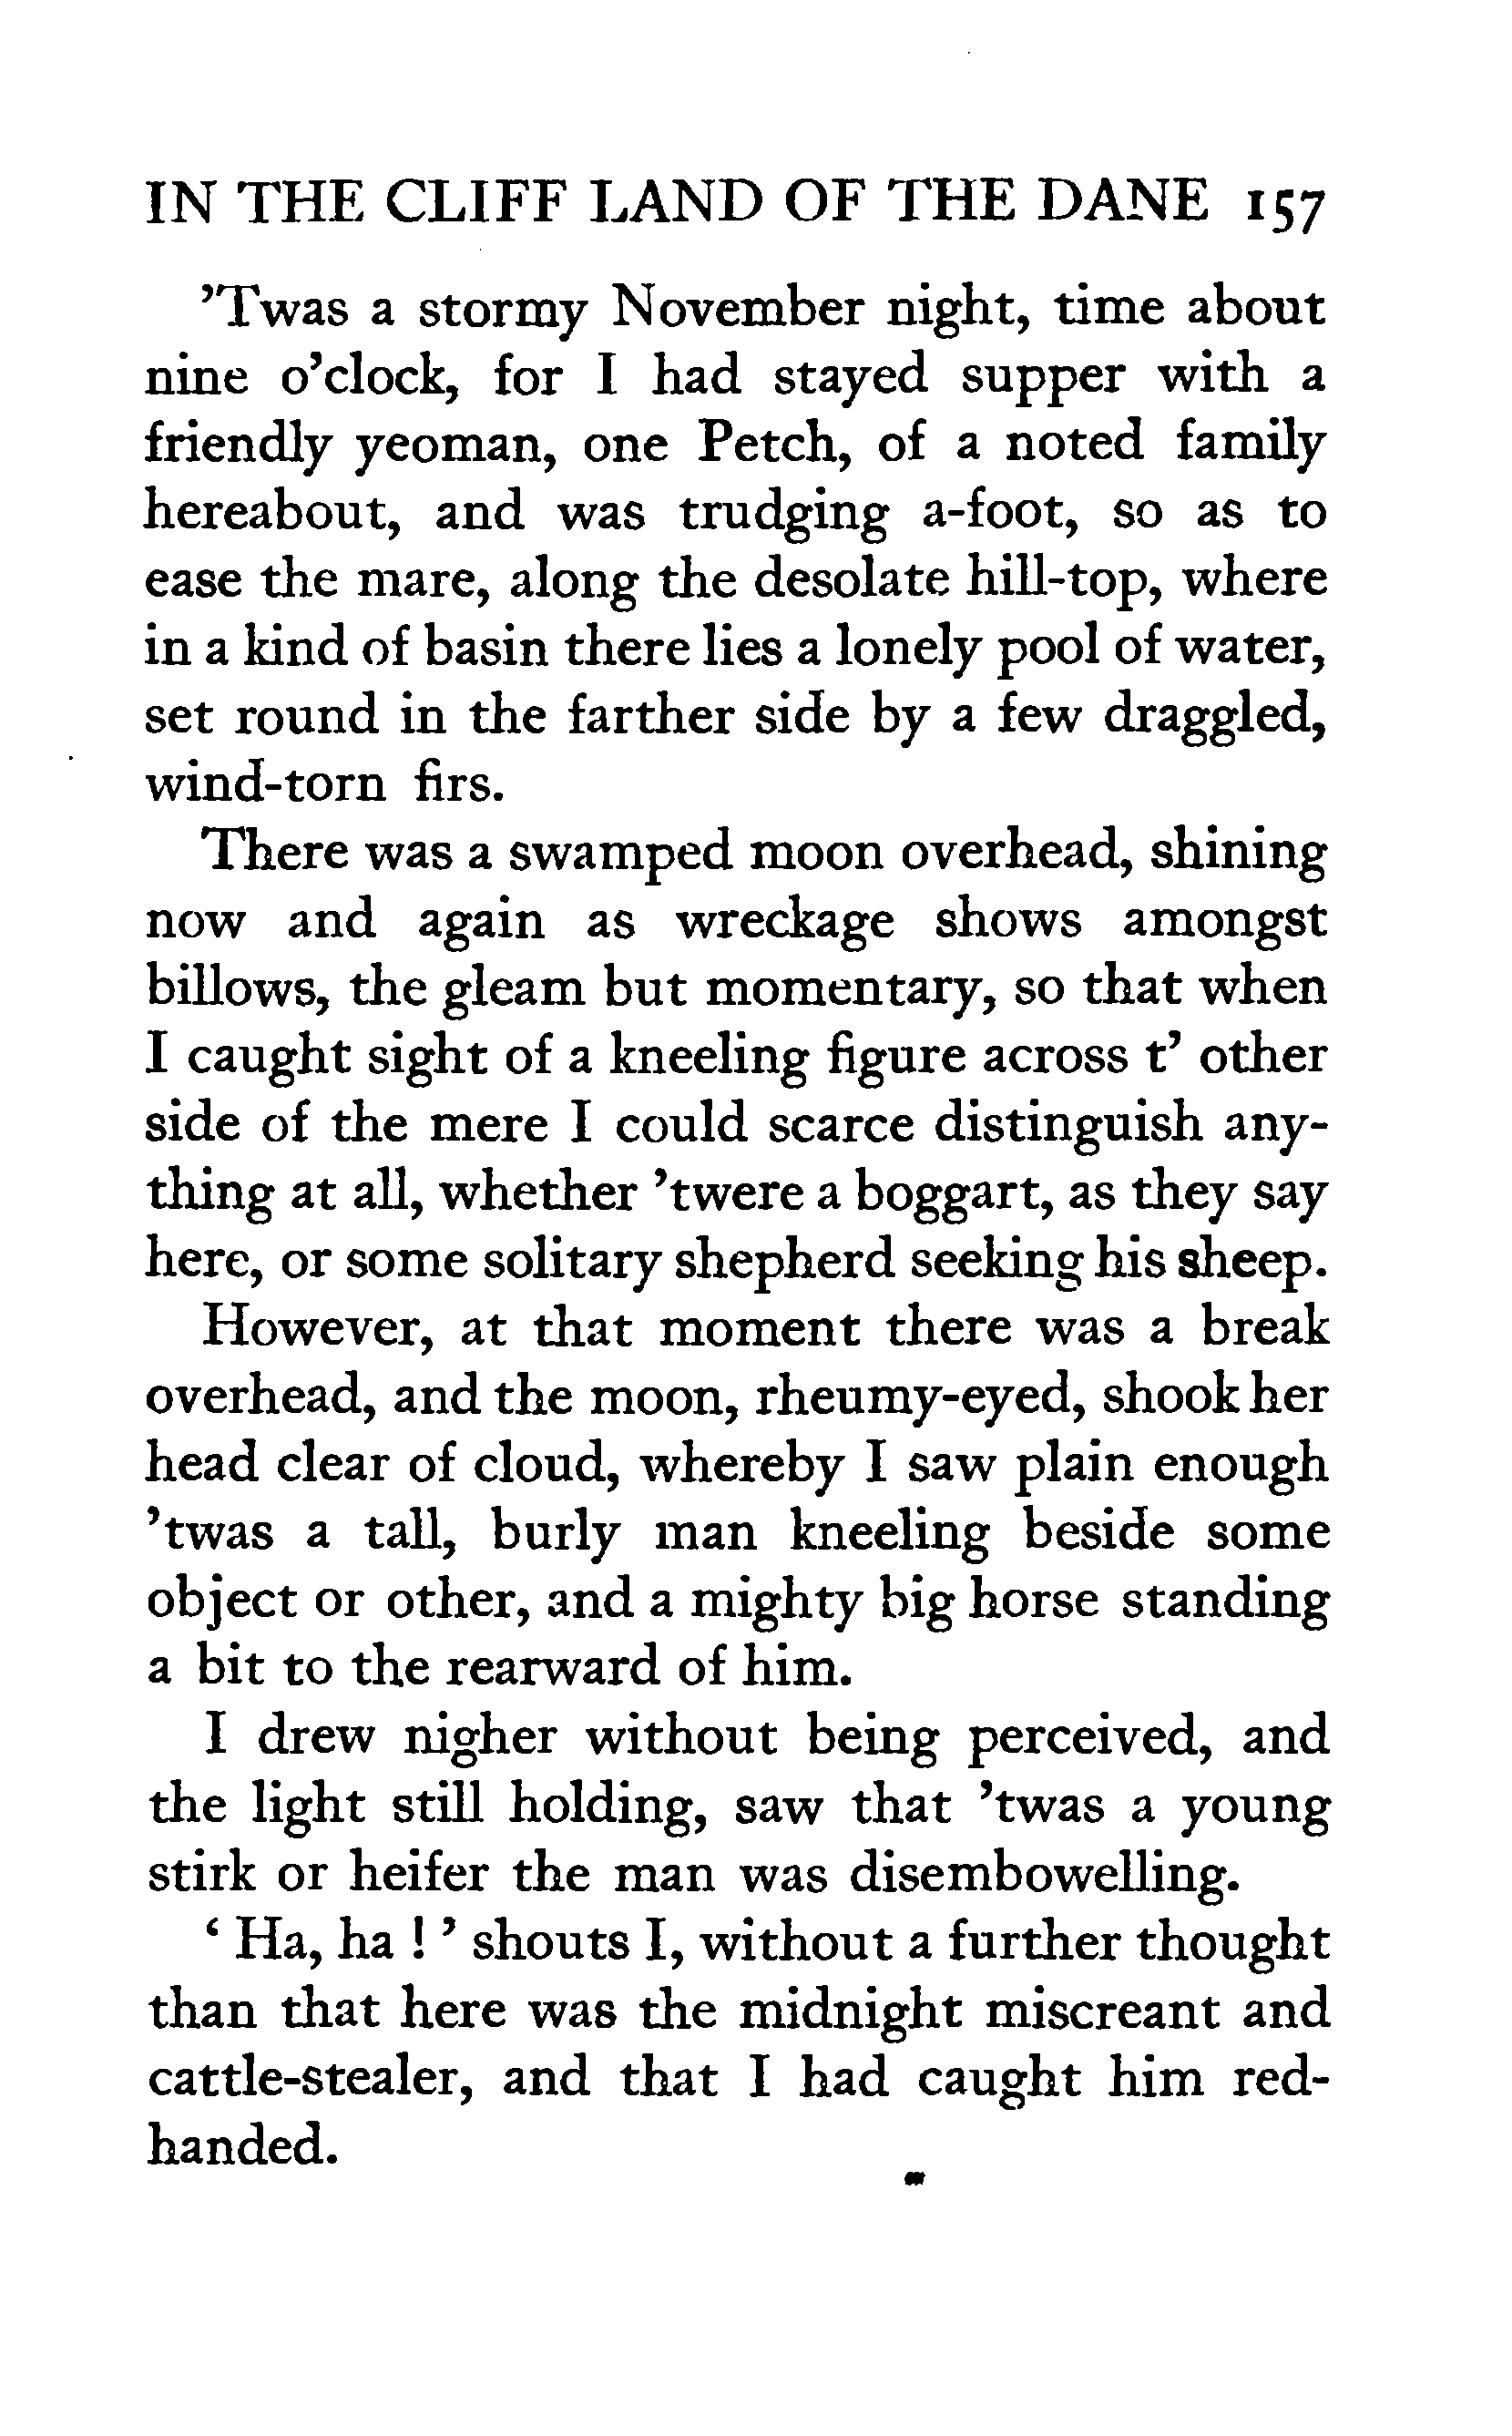 IN THE CLIFF LAND OF THE DANE 157
’Twas a stormy November night, time about
nine o’clock, for I had stayed supper with a
friendly yeoman, one Petch, of a noted family
hereabout, and was trudging a-foot, so as to
ease the mare, along the desolate hill-top, where
in a kind of basin there lies a lonely pool of water,
set round in the farther side by a few draggled,
wind-torn firs.
There was a swamped moon overhead, shining
now and again as wreckage shows amongst
billows, the gleam but momentary, so that when
I caught sight of a kneeling figure across t’ other
side of the mere I could scarce distinguish any-
thing at all, whether ’twere a boggart, as they say
here, or some solitary shepherd seeking his sheep.
However, at that moment there was a break
overhead, and the moon, rheumy-eyed, shook her
head clear of cloud, whereby I saw plain enough
’twas a tall, burly man kneeling beside some
object or other, and a mighty big horse standing
a bit to the rearward of him.
I drew nigher without being perceived, and
the light still holding, saw that ’twas a young
stirk or heifer the man was disembowelling.
‘ Ha, ha ! ’ shouts I, without a further thought
than that here was the midnight miscreant and
cattle-stealer, and that I had caught him red-
handed.